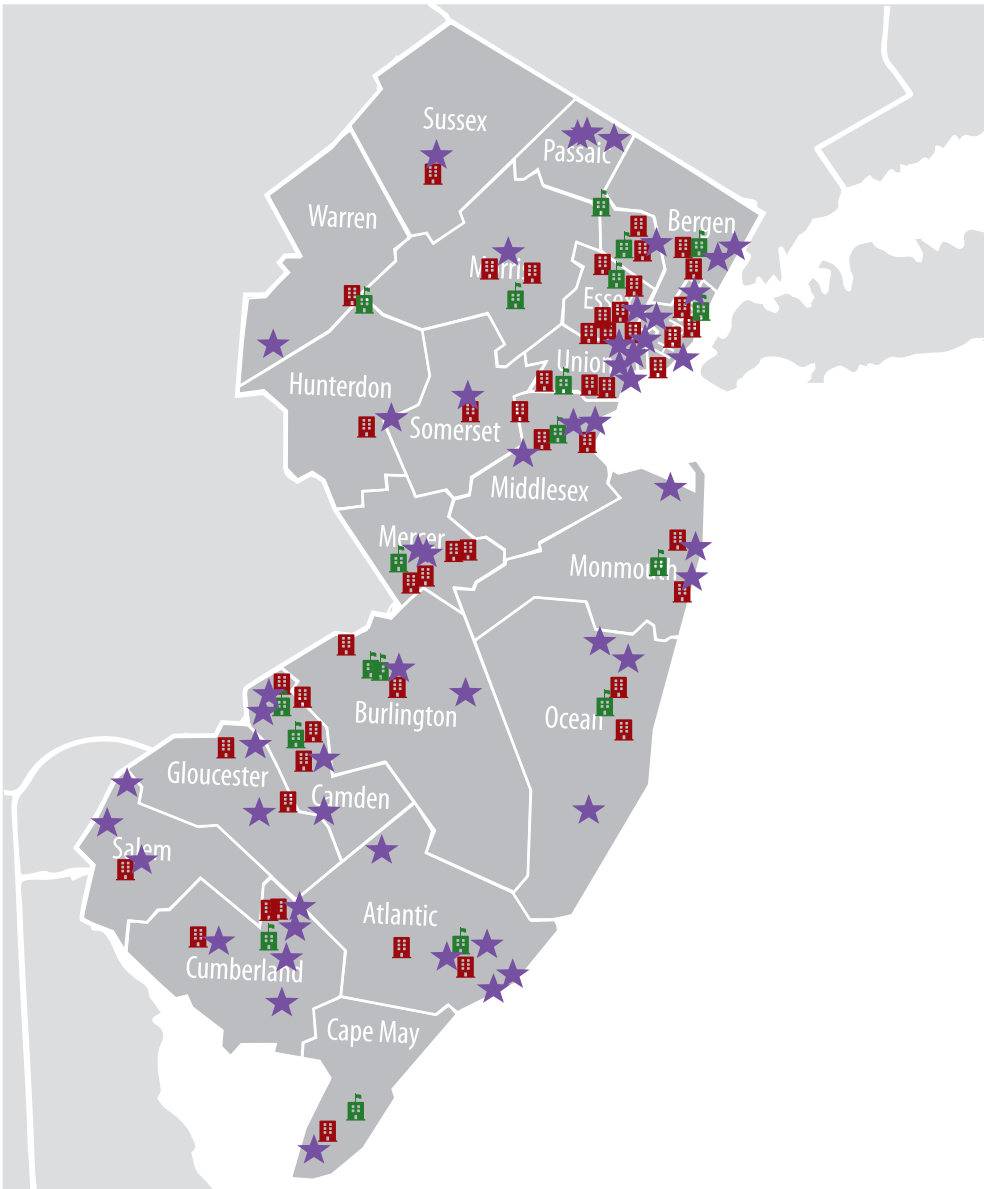 Sussex
Passaic
Bergen
Warren
Morris
Essex
Union
Hunterdon
Somerset
Middlesex
Mercer
Monmouth
Burlington
Ocean
Gloucester
Camden
Salem
Atlantic
Cumberland
Cape May